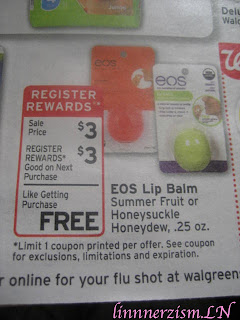 Delu
Walg
REGISTER
REWARDS*
Sale
Price
$3
REGISTER
REWARDS*
Good on Next
Purchase
$3
Like Getting
Purchase
FREE
eos
eos
EOS Lip Balm
Summer Fruit or
Honeysuckle
Honeydew, .25 oz.
*Limit 1 coupon printed per offer. See coupon
for exclusions, limitations and expiration.
r online for your flu shot at walgreens
linnnerzism.LN